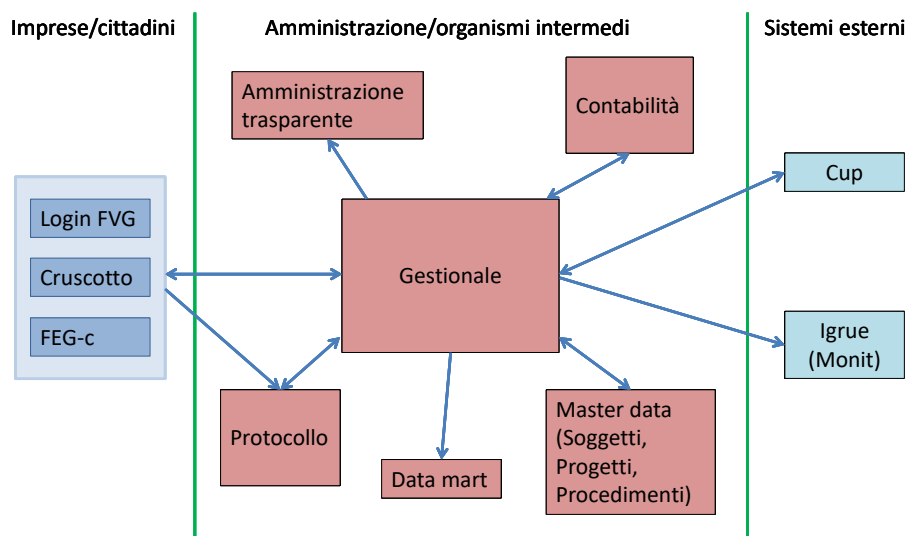 Imprese/cittadini
Amministrazione/organismi intermedi
Sistemi esterni
Amministrazione
trasparente
Contabilità
Cup
Login FVG
Cruscotto
FEG-c
Gestionale
Igrue
(Monit)
Protocollo
Data mart
Master data
(Soggetti,
Progetti,
Procedimenti)